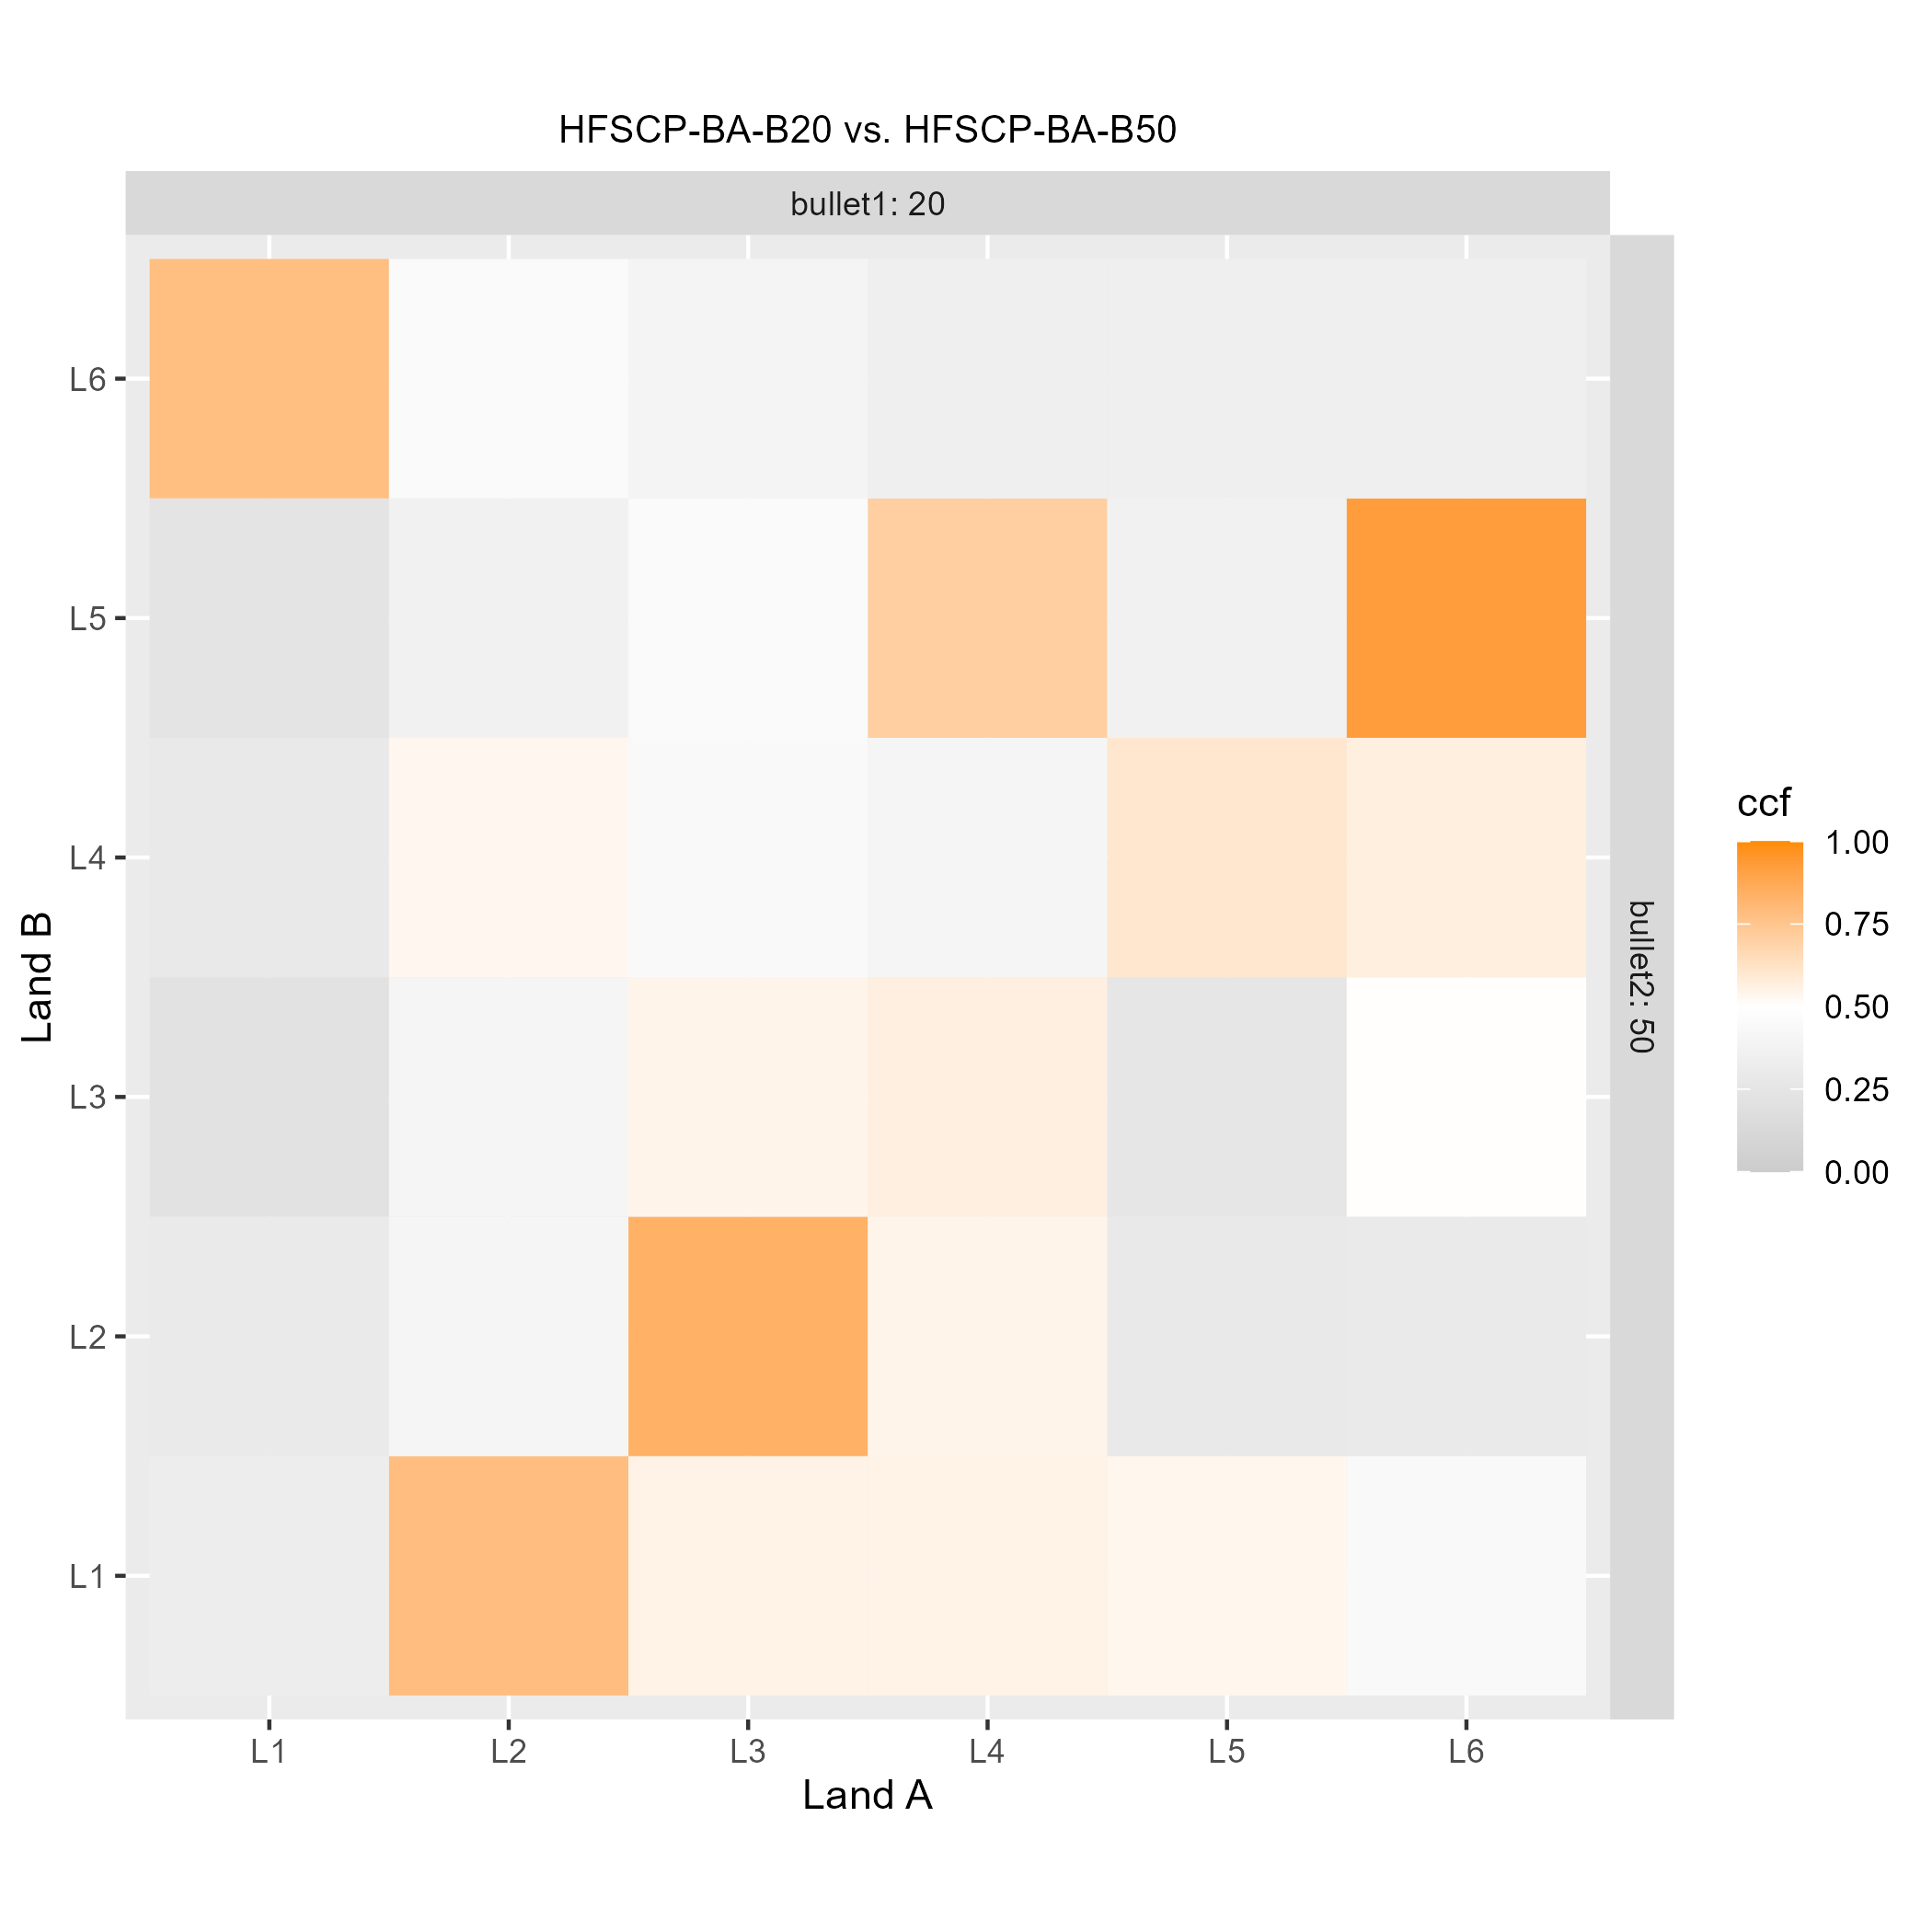 HFSCP-BA-B20 vs. HFSCP-BA-B50
bullet1: 20
L6
L5
L4
L3
L2
L1
Land B
bullet2: 50
L1 L2 L3 L4 L5 L6
Land A
ccf
1.00
0.75
0.50
0.25
0.00